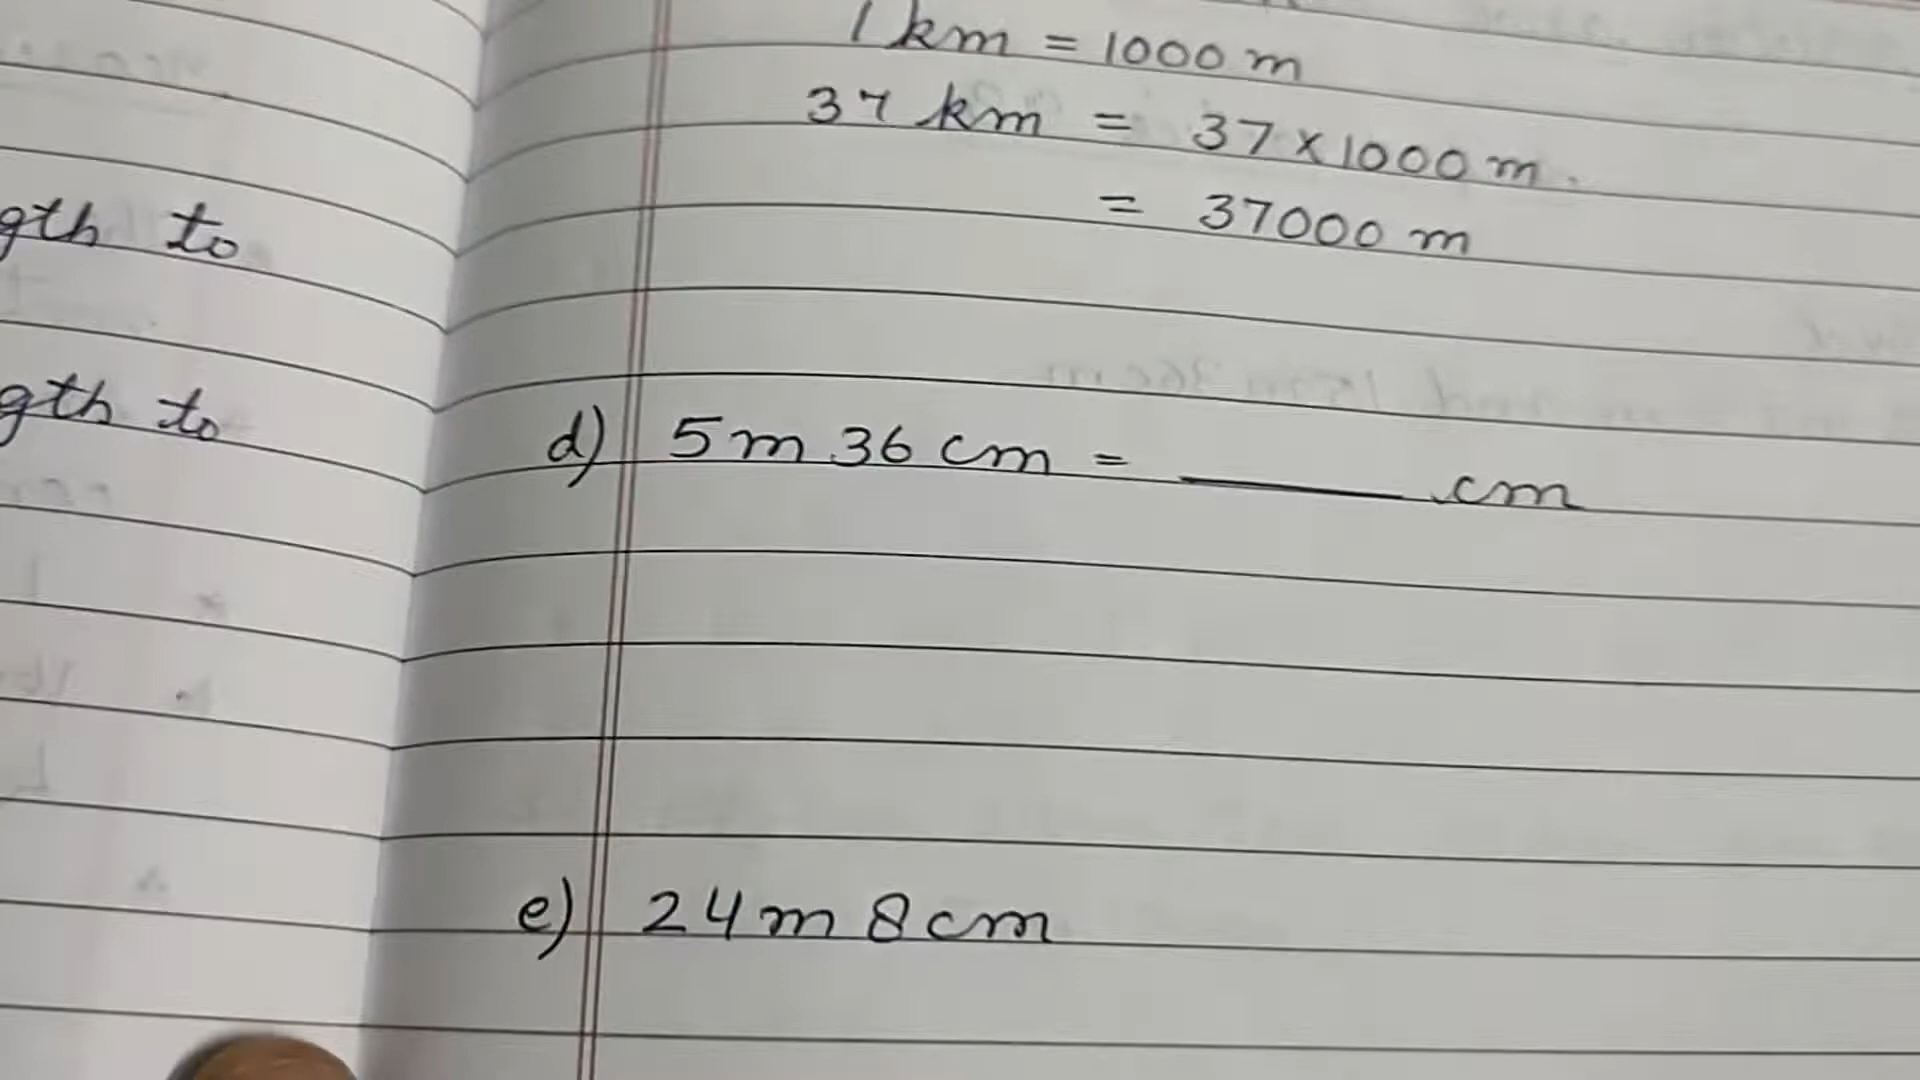 gth to
gth to
1 km = 1000 m
37 km = 37 × 1000 m.
= 37000 m
d) 5 m 36 cm = ______ cm
e) 24 m 8 cm